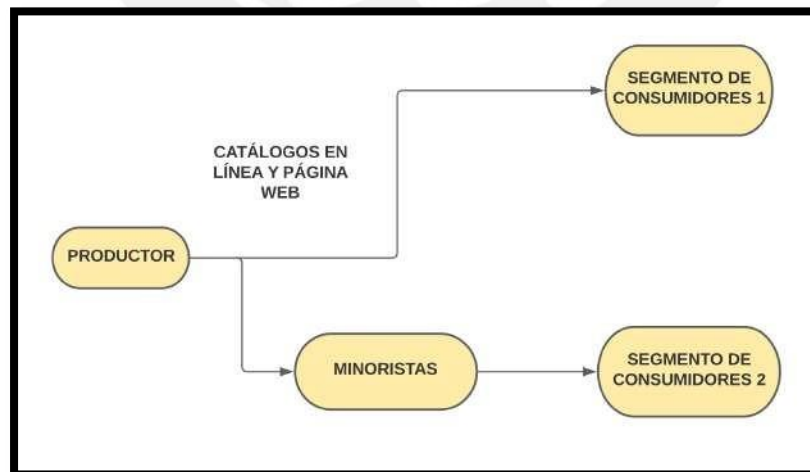 SEGMENTO DE
CONSUMIDORES 1
CATÁLOGOS EN
LÍNEA Y PÁGINA
WEB
PRODUCTOR
MINORISTAS
SEGMENTO DE
CONSUMIDORES 2